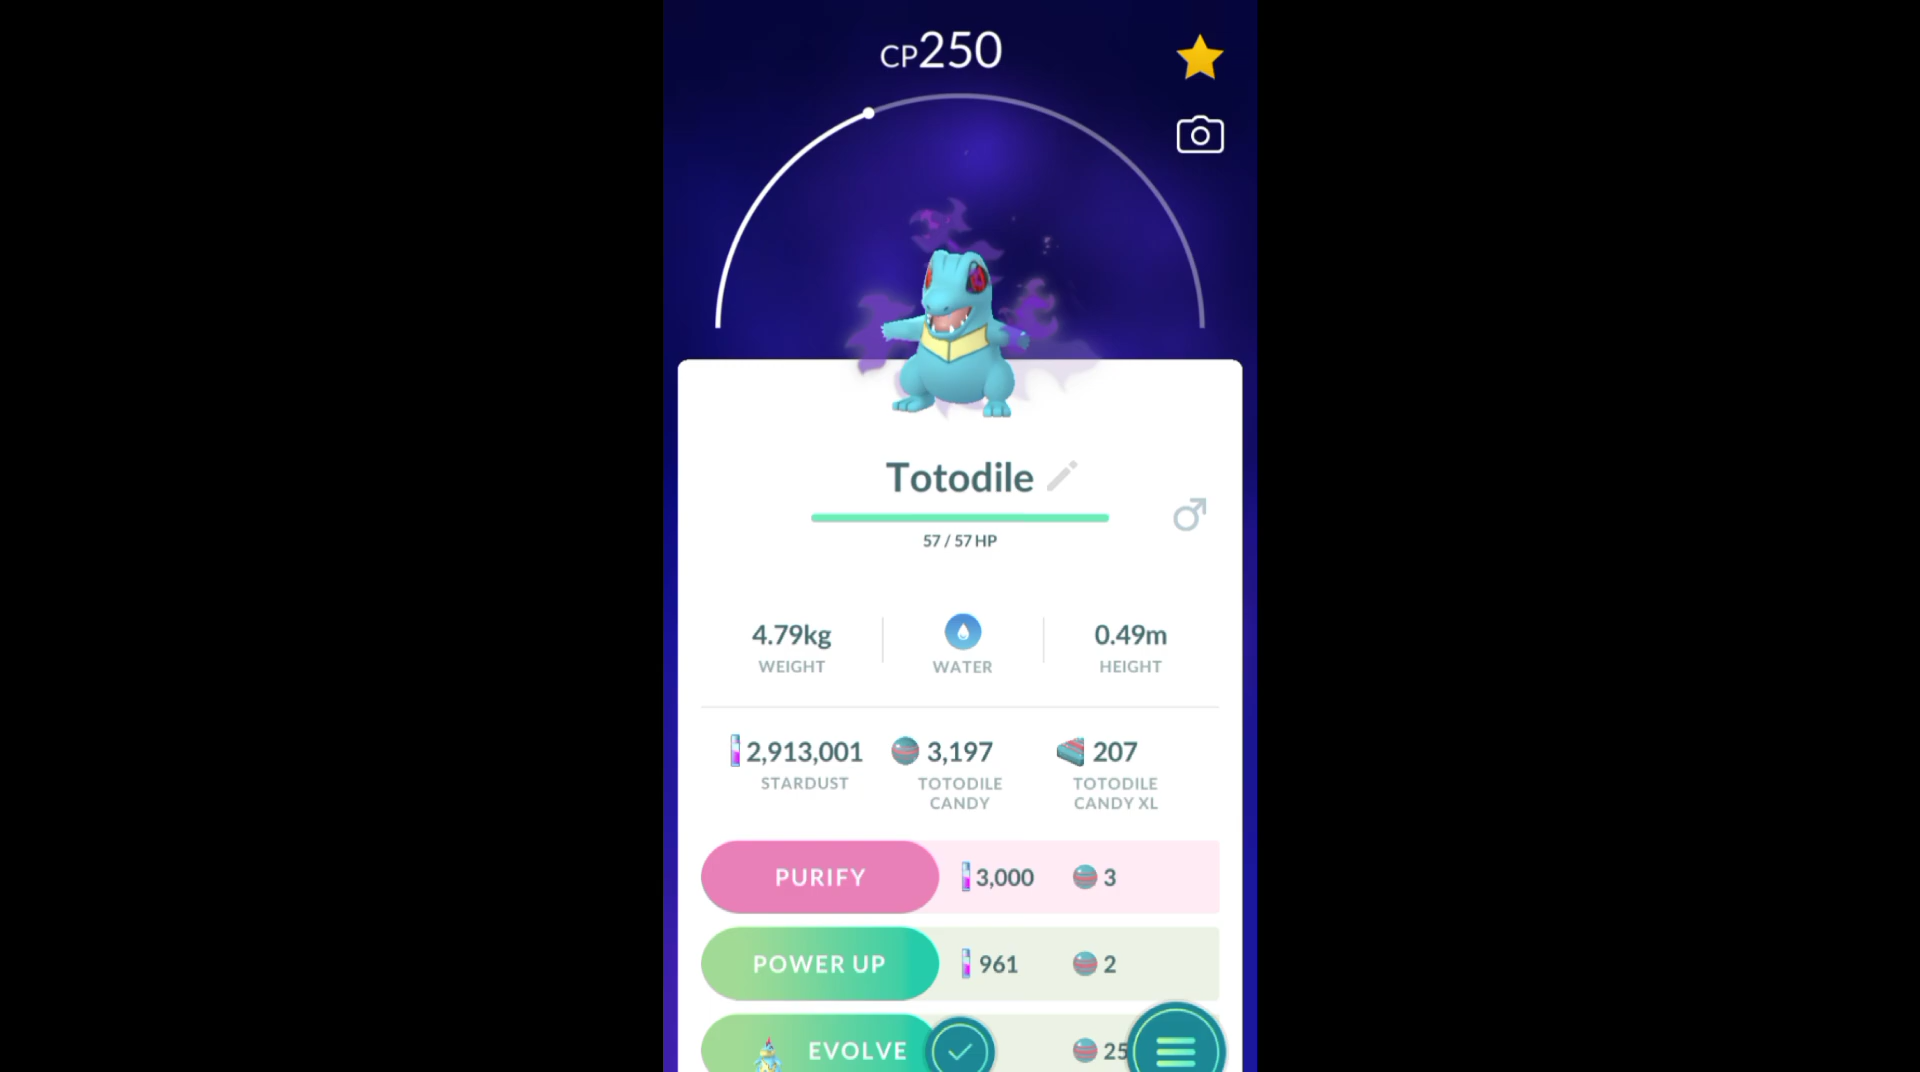 CP250
Totodile
57 / 57 HP
4.79kg
WEIGHT
WATER
0.49m
HEIGHT
2,913,001
STARDUST
3,197
TOTODILE
CANDY
207
TOTODILE
CANDY XL
PURIFY 3,000 3
POWER UP 961 2
EVOLVE 25